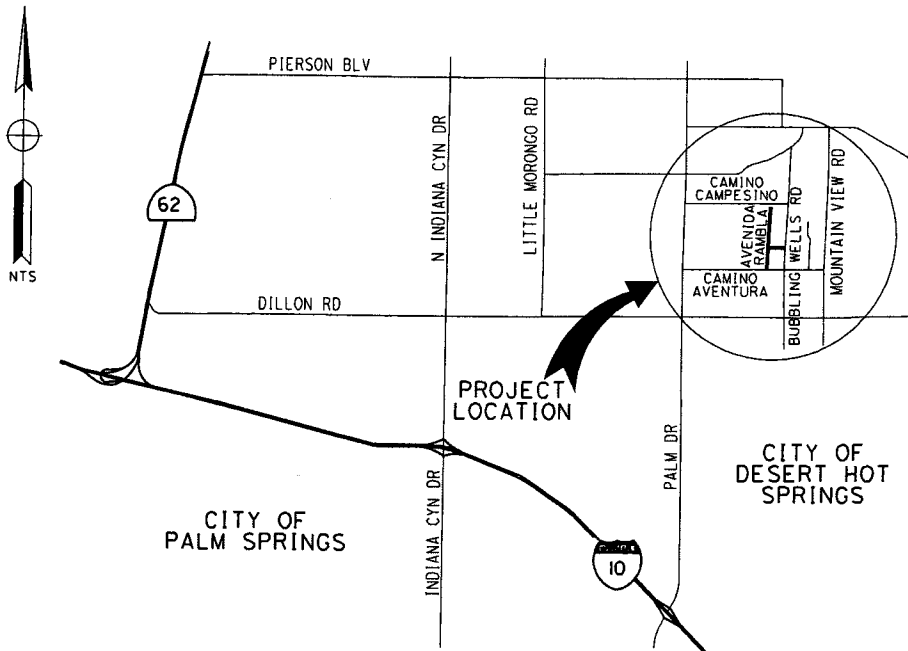 PIERSON BLV
N INDIANA CYN DR
LITTLE MORONGO RD
62
NTS
CAMINO
CAMPESINO
AVENIDA
RAMBLA
BUBBLING WELLS RD
MOUNTAIN VIEW RD
CAMINO
AVENTURA
DILLON RD
PROJECT
LOCATION
PALM DR
CITY OF
DESERT HOT
SPRINGS
CITY OF
PALM SPRINGS
INDIANA CYN DR
10